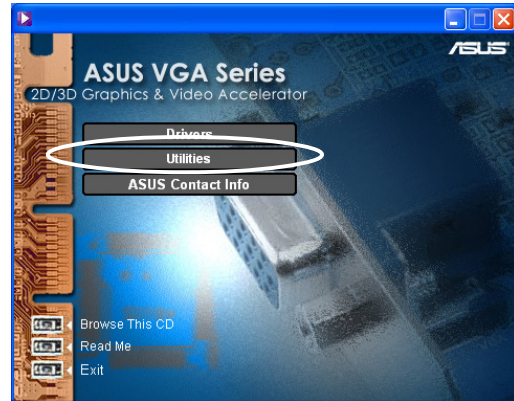 ASUS
ASUS VGA Series
2D/3D Graphics & Video Accelerator
Drivers
Utilities
ASUS Contact Info
Browse This CD
Read Me
Exit